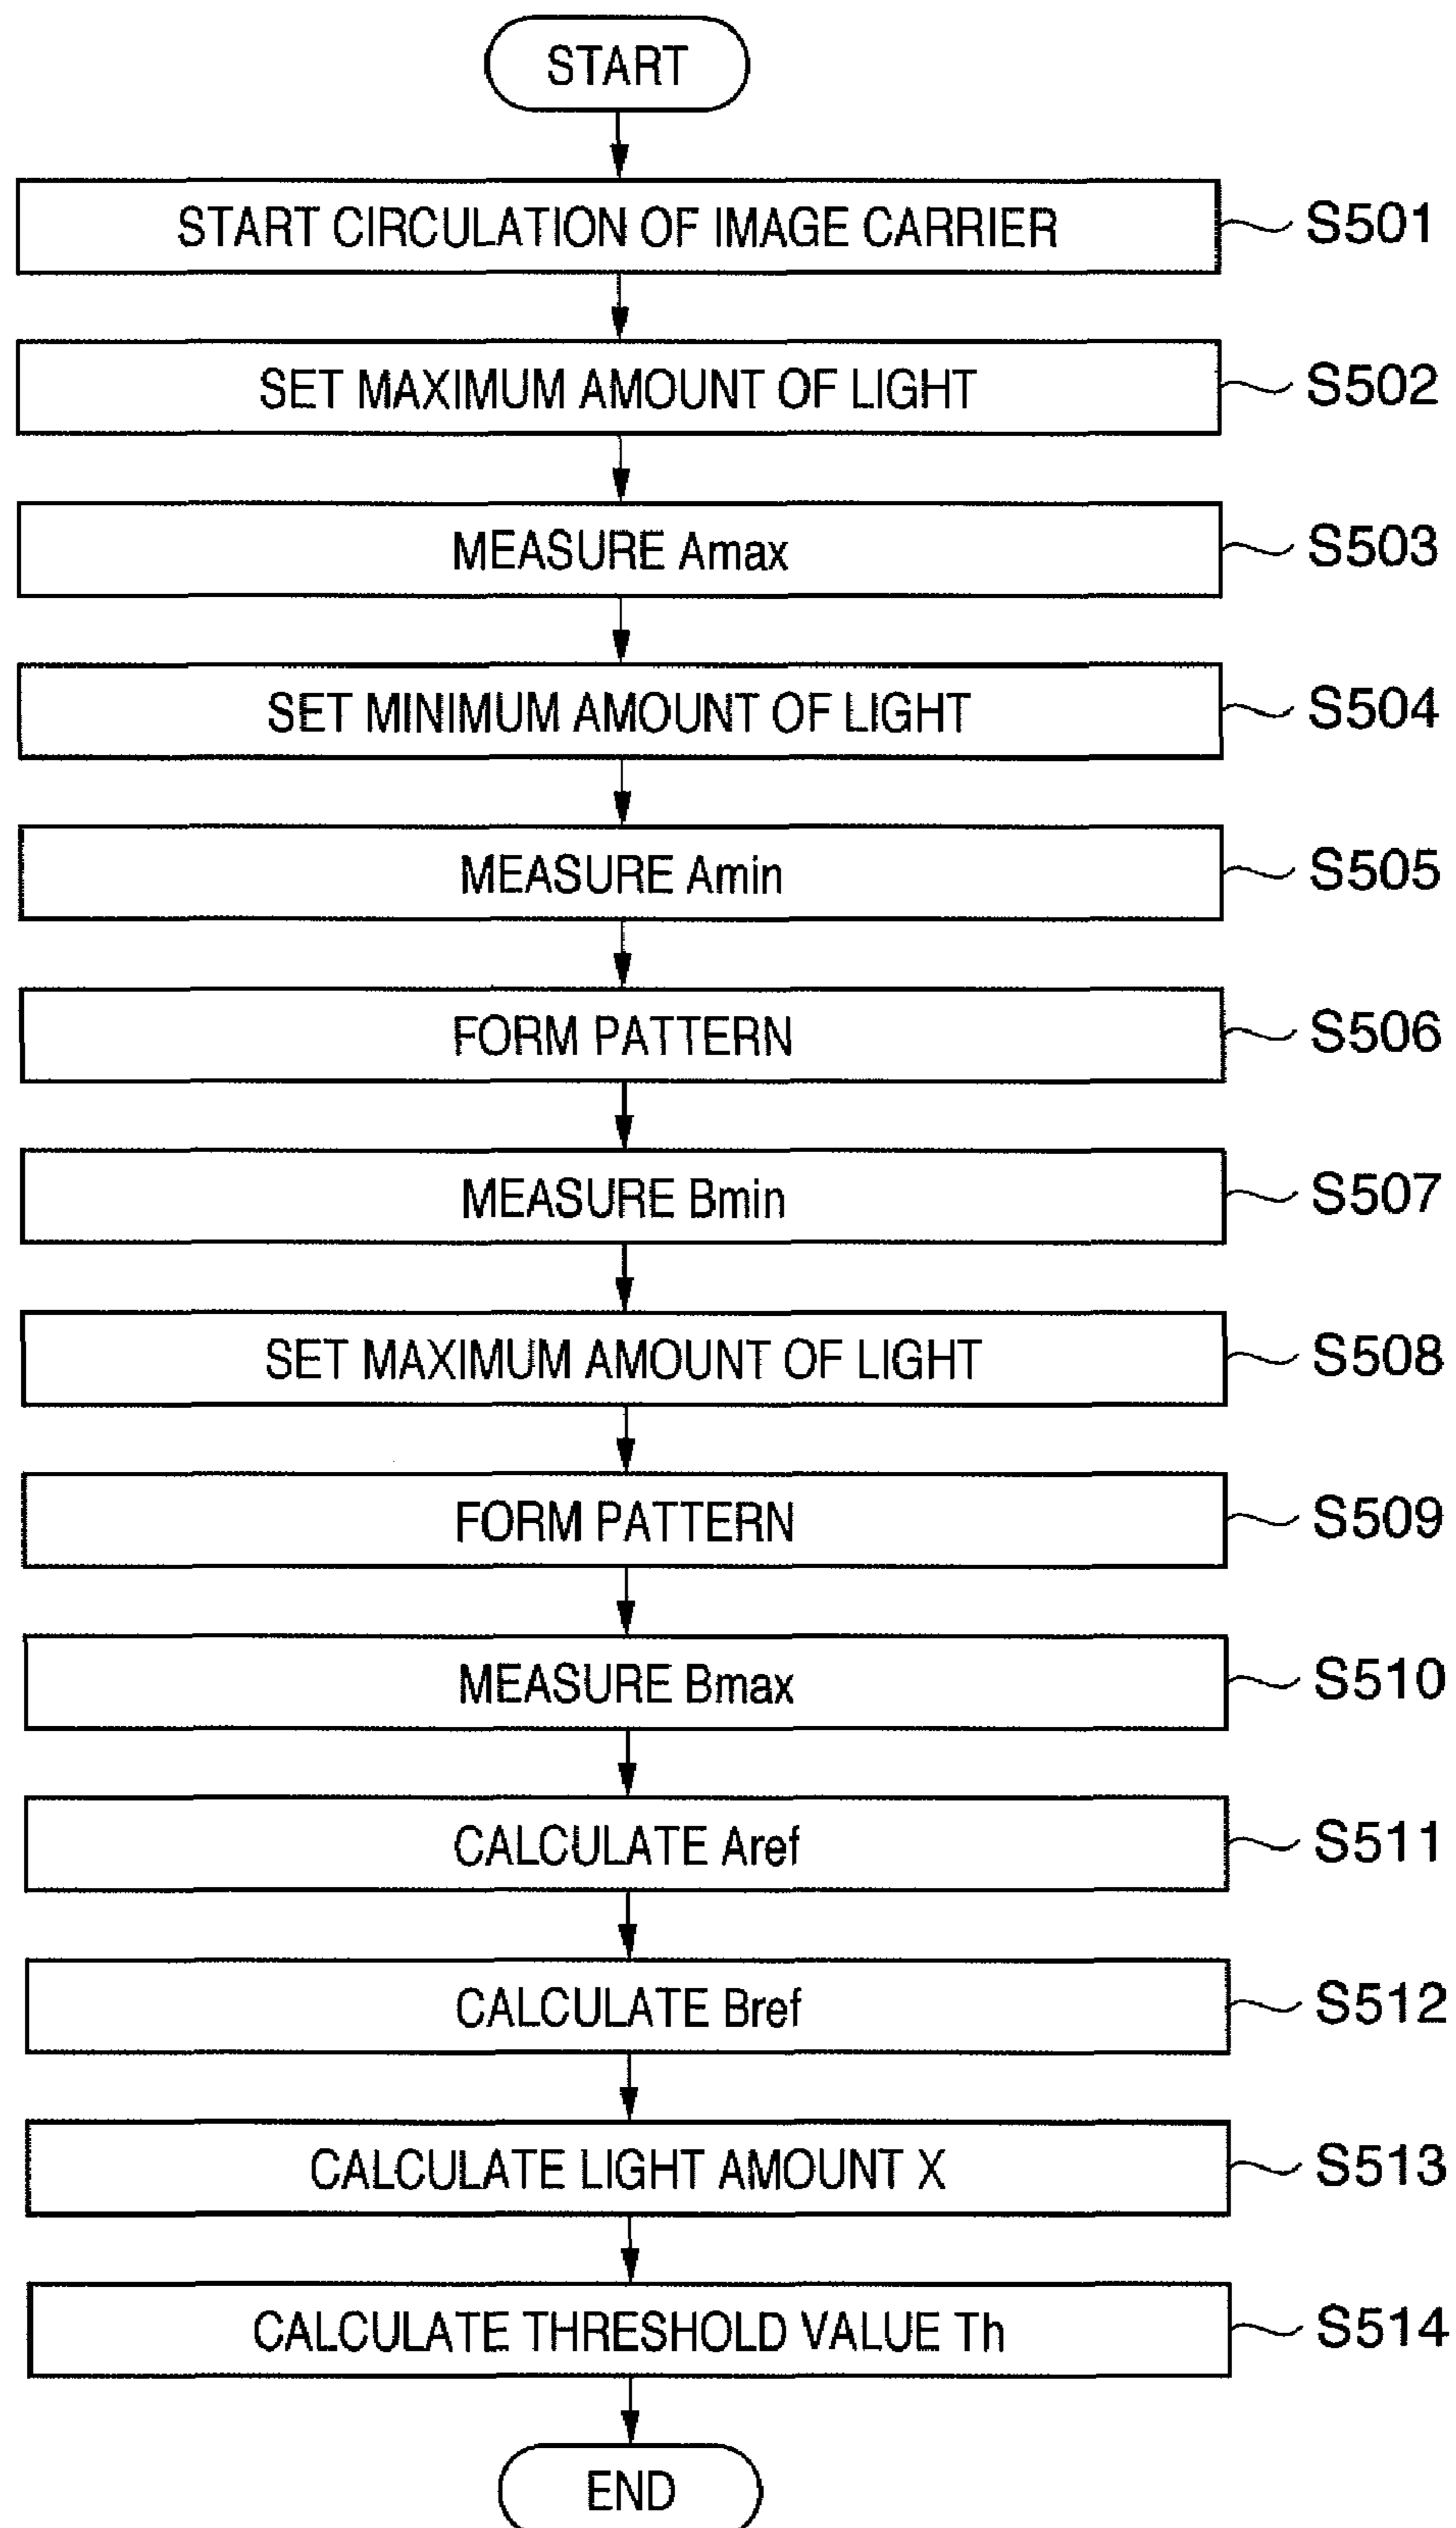 START
START CIRCULATION OF IMAGE CARRIER S501
SET MAXIMUM AMOUNT OF LIGHT S502
MEASURE Amax S503
SET MINIMUM AMOUNT OF LIGHT S504
MEASURE Amin S505
FORM PATTERN S506
MEASURE Bmin S507
SET MAXIMUM AMOUNT OF LIGHT S508
FORM PATTERN S509
MEASURE Bmax S510
CALCULATE Aref S511
CALCULATE Bref S512
CALCULATE LIGHT AMOUNT X S513
CALCULATE THRESHOLD VALUE Th S514
END